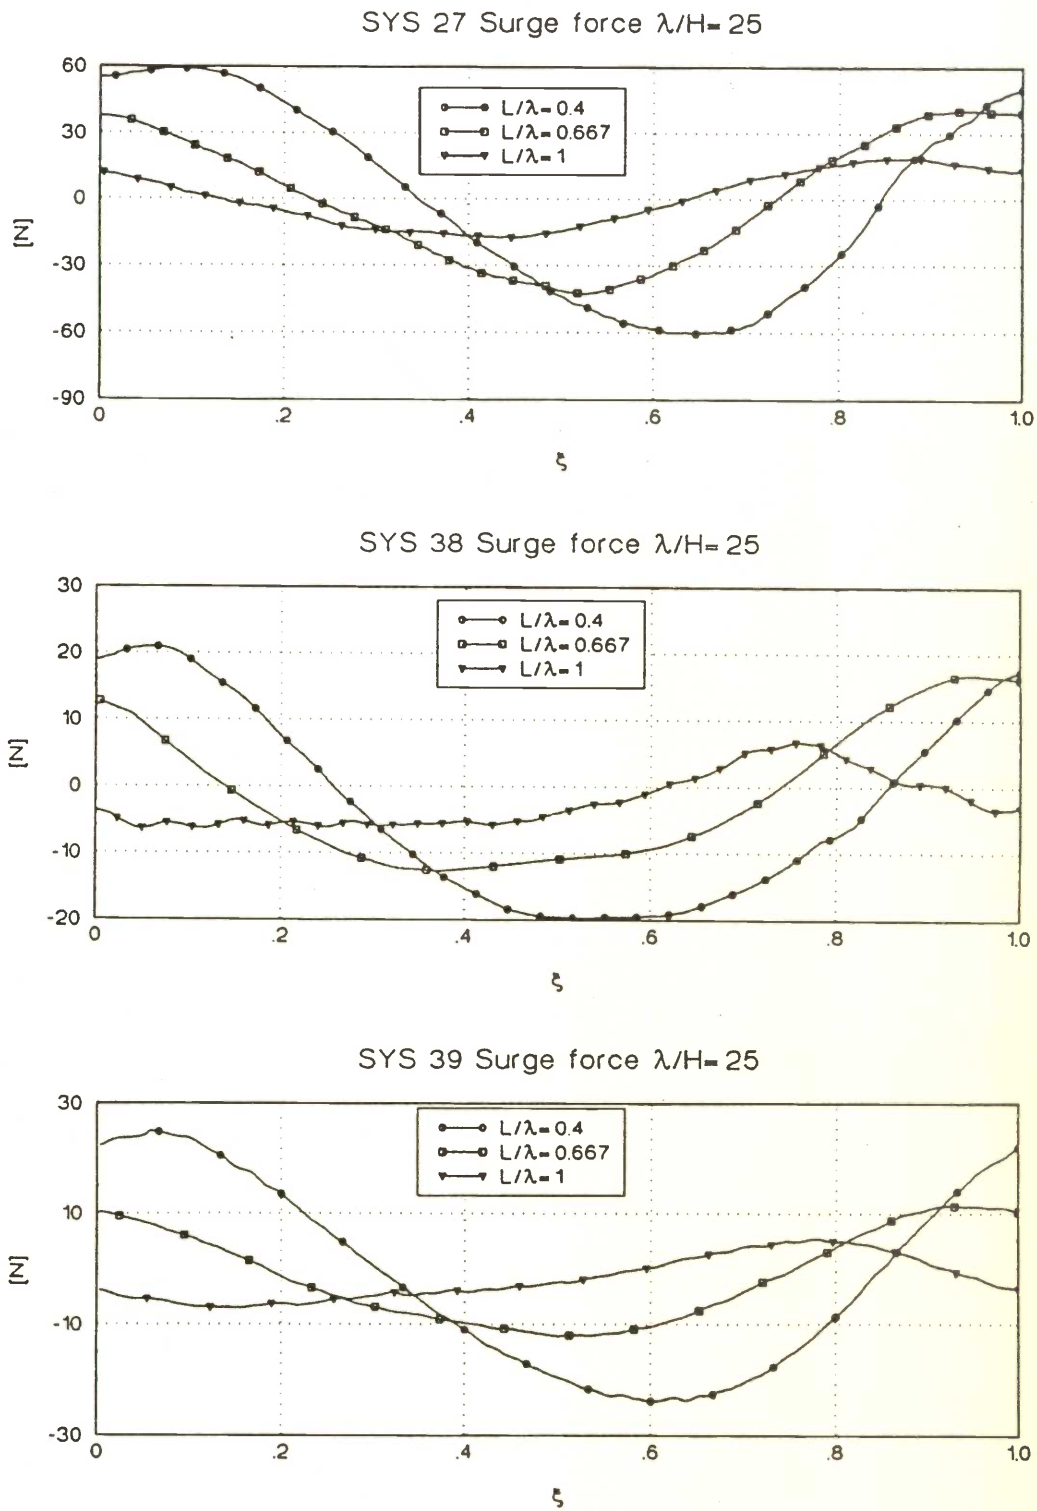 SYS 27 Surge force λ/H= 25
60
30
0
-30
-60
-90
[N]
L/λ= 0.4
L/λ= 0.667
L/λ= 1
0 .2 .4 .6 .8 1.0
ξ
SYS 38 Surge force λ/H= 25
30
20
10
0
-10
-20
[N]
L/λ= 0.4
L/λ= 0.667
L/λ= 1
0 .2 .4 .6 .8 1.0
ξ
SYS 39 Surge force λ/H= 25
30
10
-10
-30
[N]
L/λ= 0.4
L/λ= 0.667
L/λ= 1
0 .2 .4 .6 .8 1.0
ξ